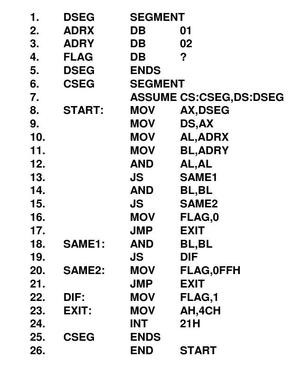 1. DSEG SEGMENT
2. ADRX DB 01
3. ADRY DB 02
4. FLAG DB ?
5. DSEG ENDS
6. CSEG SEGMENT
7. ASSUME CS:CSEG,DS:DSEG
8. START: MOV AX,DSEG
9. MOV DS,AX
10. MOV AL,ADRX
11. MOV BL,ADRY
12. AND AL,AL
13. JS SAME1
14. AND BL,BL
15. JS SAME2
16. MOV FLAG,0
17. JMP EXIT
18. SAME1: AND BL,BL
19. JS DIF
20. SAME2: MOV FLAG,0FFH
21. JMP EXIT
22. DIF: MOV FLAG,1
23. EXIT: MOV AH,4CH
24. INT 21H
25. CSEG ENDS
26. END START